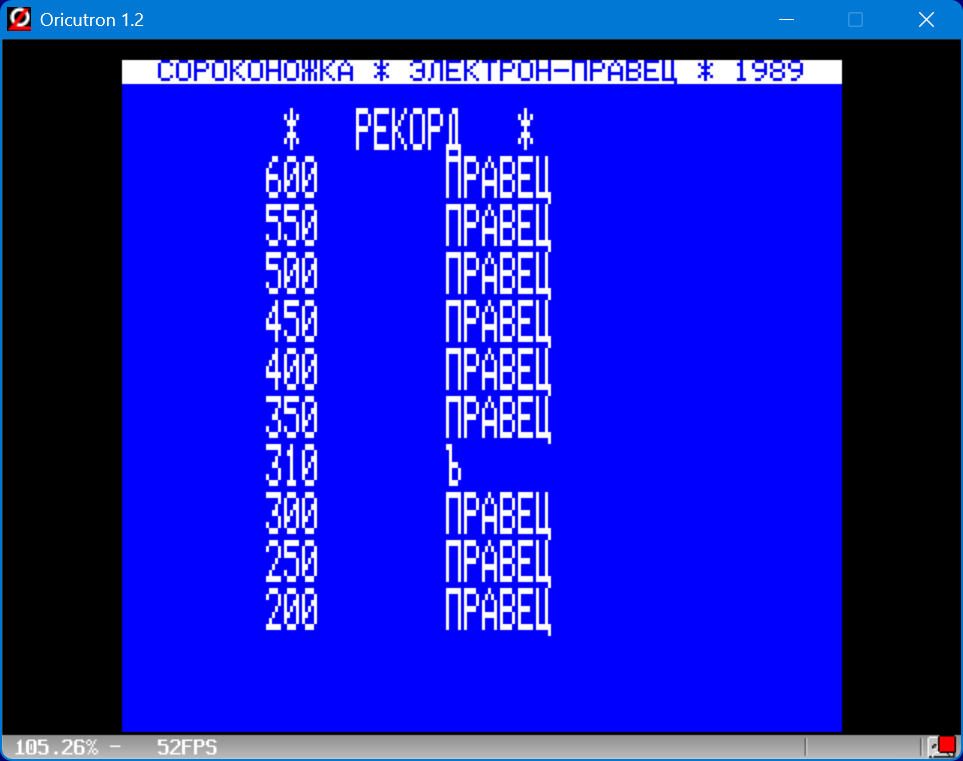 Oricutron 1.2
СОРОКОНОЖКА * ЭЛЕКТРОН-ПРАВЕЦ * 1989
* РЕКОРД *
600 ПРАВЕЦ
550 ПРАВЕЦ
500 ПРАВЕЦ
450 ПРАВЕЦ
400 ПРАВЕЦ
350 ПРАВЕЦ
310 Ь
300 ПРАВЕЦ
250 ПРАВЕЦ
200 ПРАВЕЦ
105.26% - 52FPS